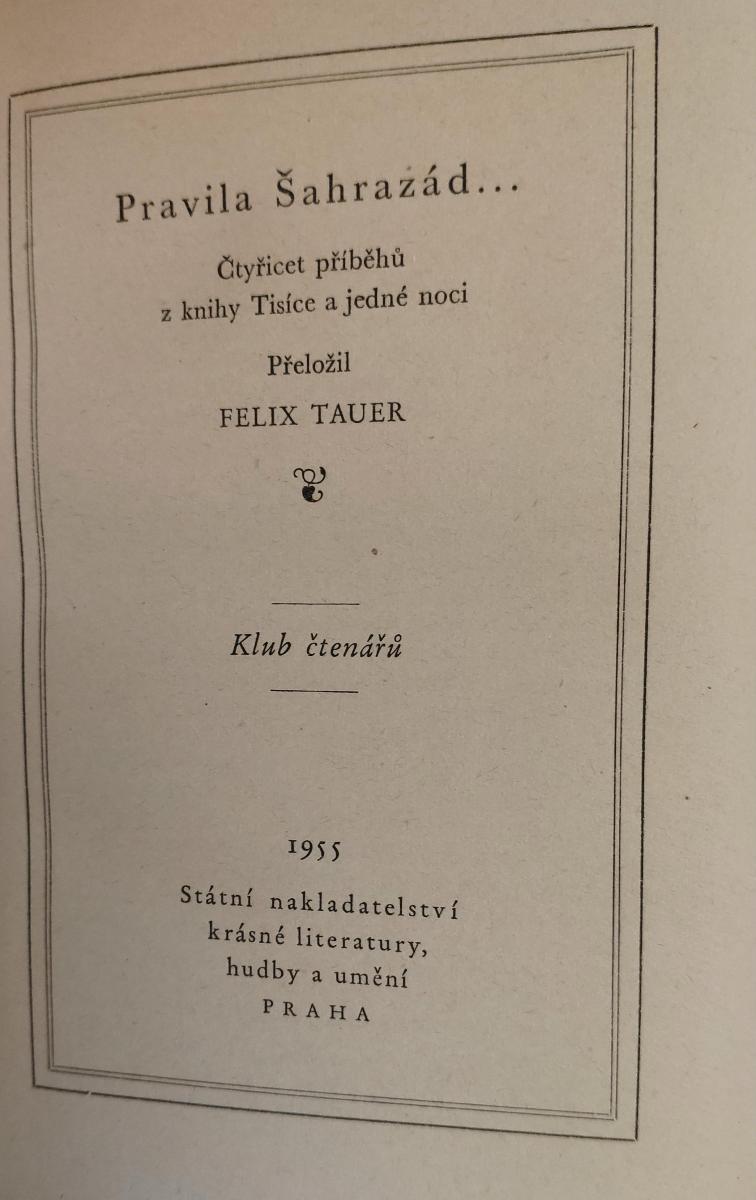 Pravila Šahrazád...
Čtyřicet příběhů
z knihy Tisíce a jedné noci
Přeložil
FELIX TAUER
Klub čtenářů
1955
Státní nakladatelství
krásné literatury,
hudby a umění
PRAHA